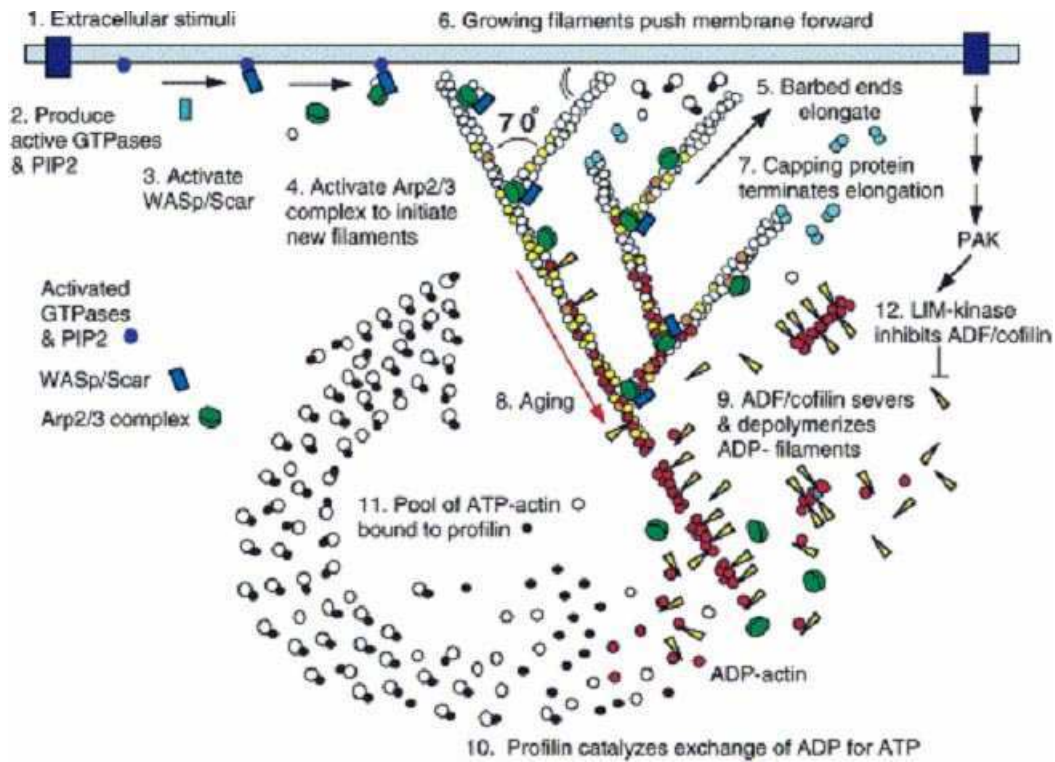 1. Extracellular stimuli
6. Growing filaments push membrane forward
2. Produce
active GTPases
& PIP2
3. Activate
WASp/Scar
4. Activate Arp2/3
complex to initiate
new filaments
70°
5. Barbed ends
elongate
7. Capping protein
terminates elongation
PAK
12. LIM-kinase
inhibits ADF/cofilin
Activated
GTPases
& PIP2
WASp/Scar
Arp2/3 complex
8. Aging
9. ADF/cofilin severs
& depolymerizes
ADP- filaments
11. Pool of ATP-actin
bound to profilin
ADP-actin
10. Profilin catalyzes exchange of ADP for ATP